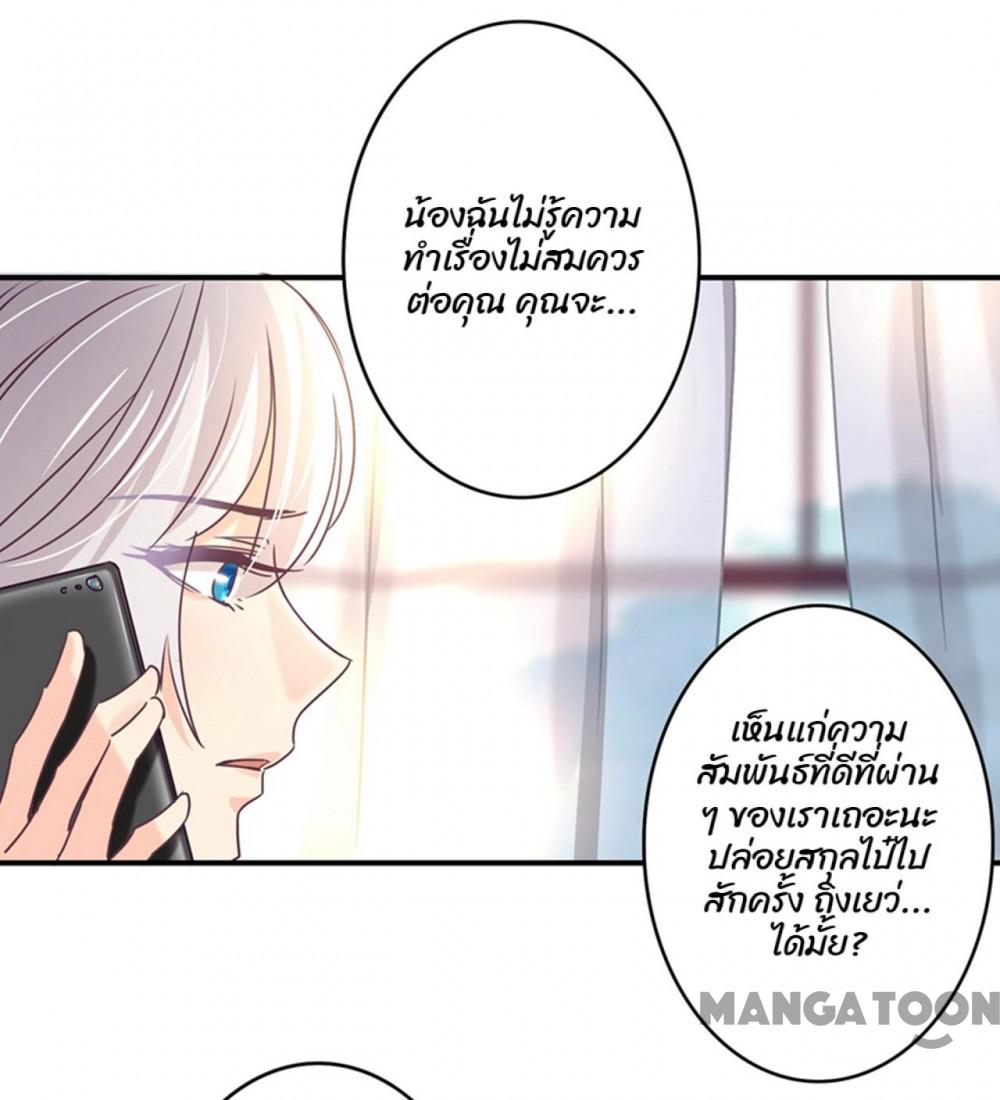 น้องฉันไม่รู้ความ
ทำเรื่องไม่สมควร
ต่อคุณ คุณจะ...
เห็นแก่ความ
สัมพันธ์ที่ดีที่ผ่าน
ๆ ของเราเถอะนะ
ปล่อยสกุลไป๋ไป
สักครั้ง ถิงเยว่...
ได้มั้ย?
MANGATOON